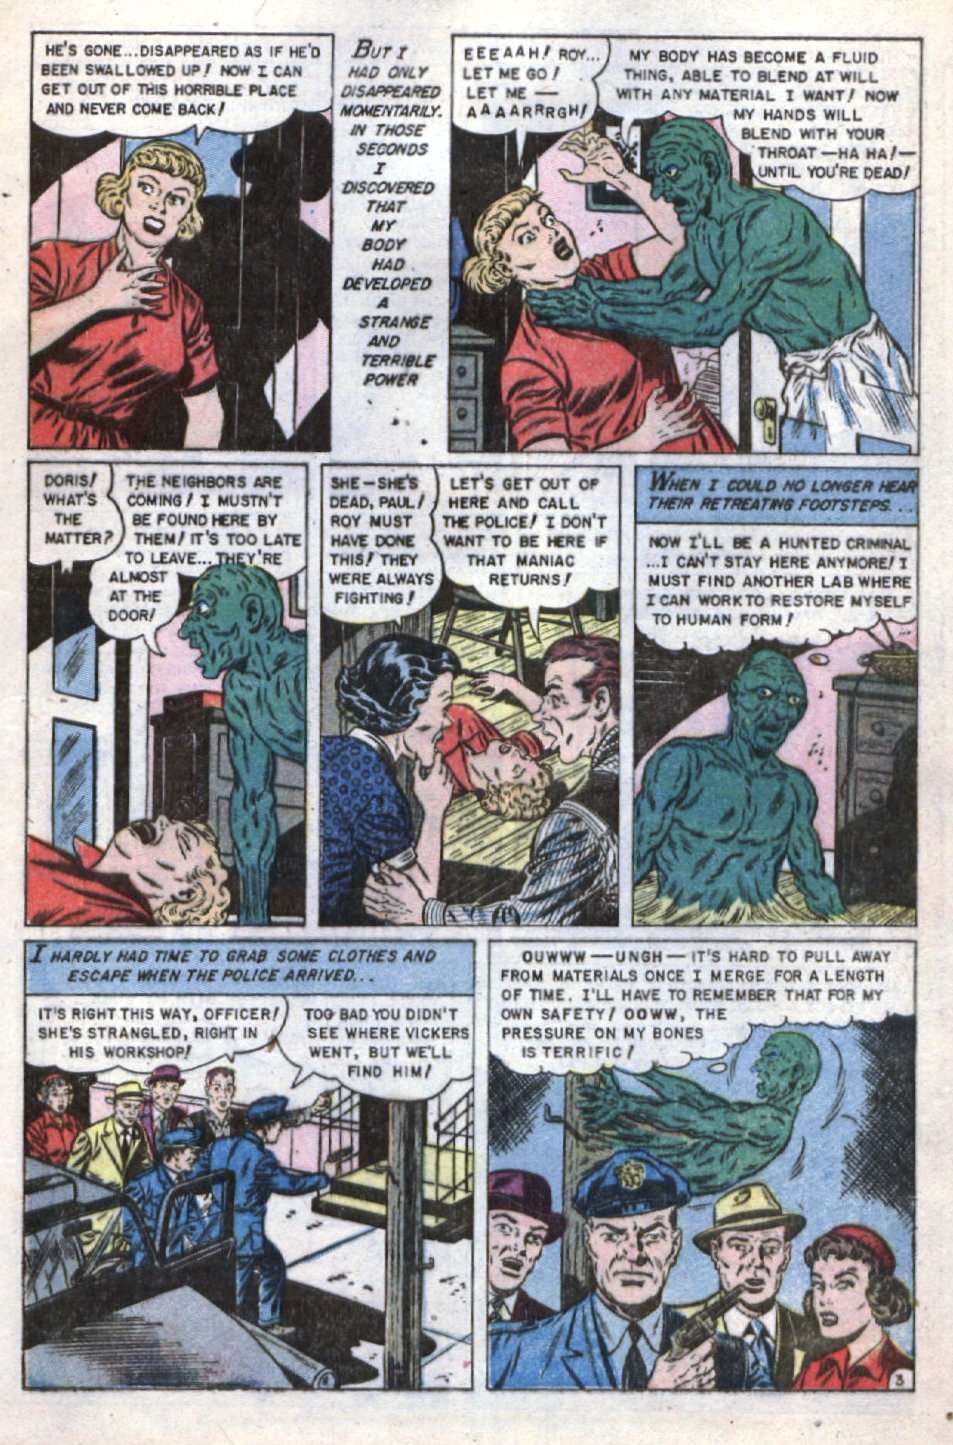 HE'S GONE...DISAPPEARED AS IF HE'D
BEEN SWALLOWED UP! NOW I CAN
GET OUT OF THIS HORRIBLE PLACE
AND NEVER COME BACK!
BUT I
HAD ONLY
DISAPPEARED
MOMENTARILY.
IN THOSE
SECONDS
I
DISCOVERED
THAT
MY
BODY
HAD
DEVELOPED
A
STRANGE
AND
TERRIBLE
POWER
EEEAAH! ROY...
LET ME GO!
LET ME —
AAAARRRGH!
MY BODY HAS BECOME A FLUID
THING, ABLE TO BLEND AT WILL
WITH ANY MATERIAL I WANT! NOW
MY HANDS WILL
BLEND WITH YOUR
THROAT — HA HA! —
UNTIL YOU'RE DEAD!
DORIS!
WHAT'S
THE
MATTER?
THE NEIGHBORS ARE
COMING! I MUSTN'T
BE FOUND HERE BY
THEM! IT'S TOO LATE
TO LEAVE...THEY'RE
ALMOST
AT THE
DOOR!
SHE-SHE'S
DEAD, PAUL!
ROY MUST
HAVE DONE
THIS! THEY
WERE ALWAYS
FIGHTING!
LET'S GET OUT OF
HERE AND CALL
THE POLICE! I DON'T
WANT TO BE HERE IF
THAT MANIAC
RETURNS!
WHEN I COULD NO LONGER HEAR
THEIR RETREATING FOOTSTEPS...
NOW I'LL BE A HUNTED CRIMINAL
...I CAN'T STAY HERE ANYMORE! I
MUST FIND ANOTHER LAB WHERE
I CAN WORK TO RESTORE MYSELF
TO HUMAN FORM!
I HARDLY HAD TIME TO GRAB SOME CLOTHES AND
ESCAPE WHEN THE POLICE ARRIVED...
IT'S RIGHT THIS WAY, OFFICER!
SHE'S STRANGLED, RIGHT IN
HIS WORKSHOP!
TOO BAD YOU DIDN'T
SEE WHERE VICKERS
WENT, BUT WE'LL
FIND HIM!
OUWWW — UNGH — IT'S HARD TO PULL AWAY
FROM MATERIALS ONCE I MERGE FOR A LENGTH
OF TIME. I'LL HAVE TO REMEMBER THAT FOR MY
OWN SAFETY! OOWW, THE
PRESSURE ON MY BONES
IS TERRIFIC!
3